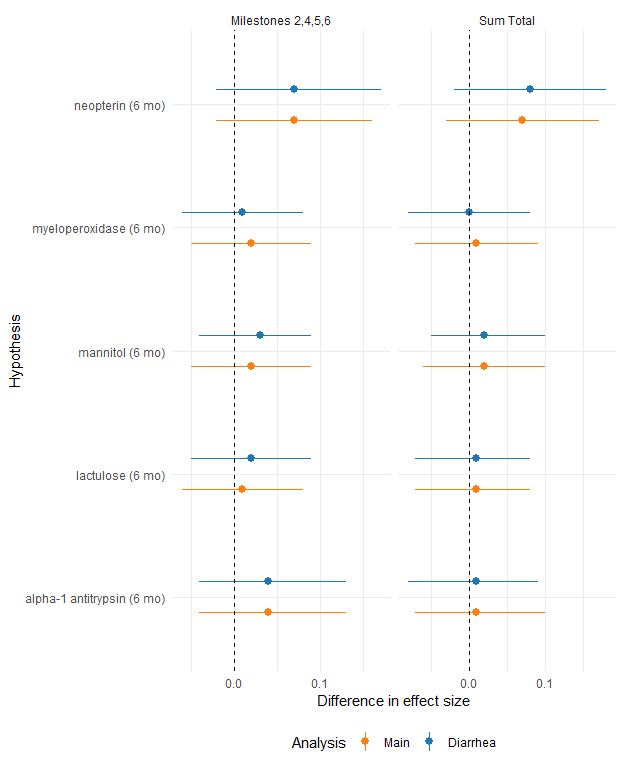 Milestones 2,4,5,6
Sum Total
Hypothesis
neopterin (6 mo)
myeloperoxidase (6 mo)
mannitol (6 mo)
lactulose (6 mo)
alpha-1 antitrypsin (6 mo)
0.0 0.1 0.0 0.1
Difference in effect size
Analysis Main Diarrhea